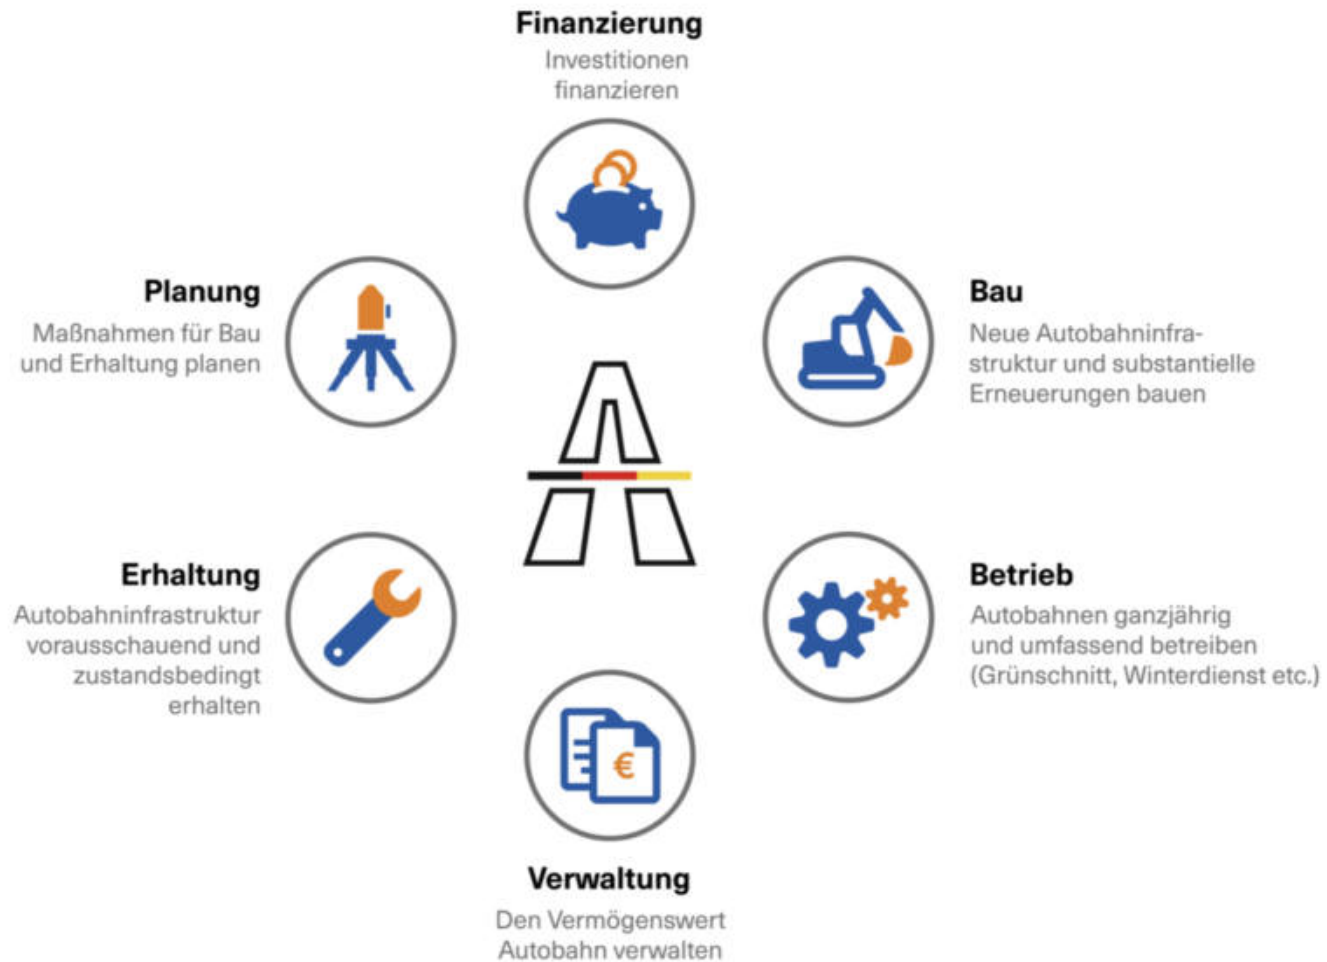 Finanzierung
Investitionen
finanzieren
Planung
Maßnahmen für Bau
und Erhaltung planen
Bau
Neue Autobahninfra-
struktur und substantielle
Erneuerungen bauen
Erhaltung
Autobahninfrastruktur
vorausschauend und
zustandsbedingt
erhalten
Betrieb
Autobahnen ganzjährig
und umfassend betreiben
(Grünschnitt, Winterdienst etc.)
€
Verwaltung
Den Vermögenswert
Autobahn verwalten